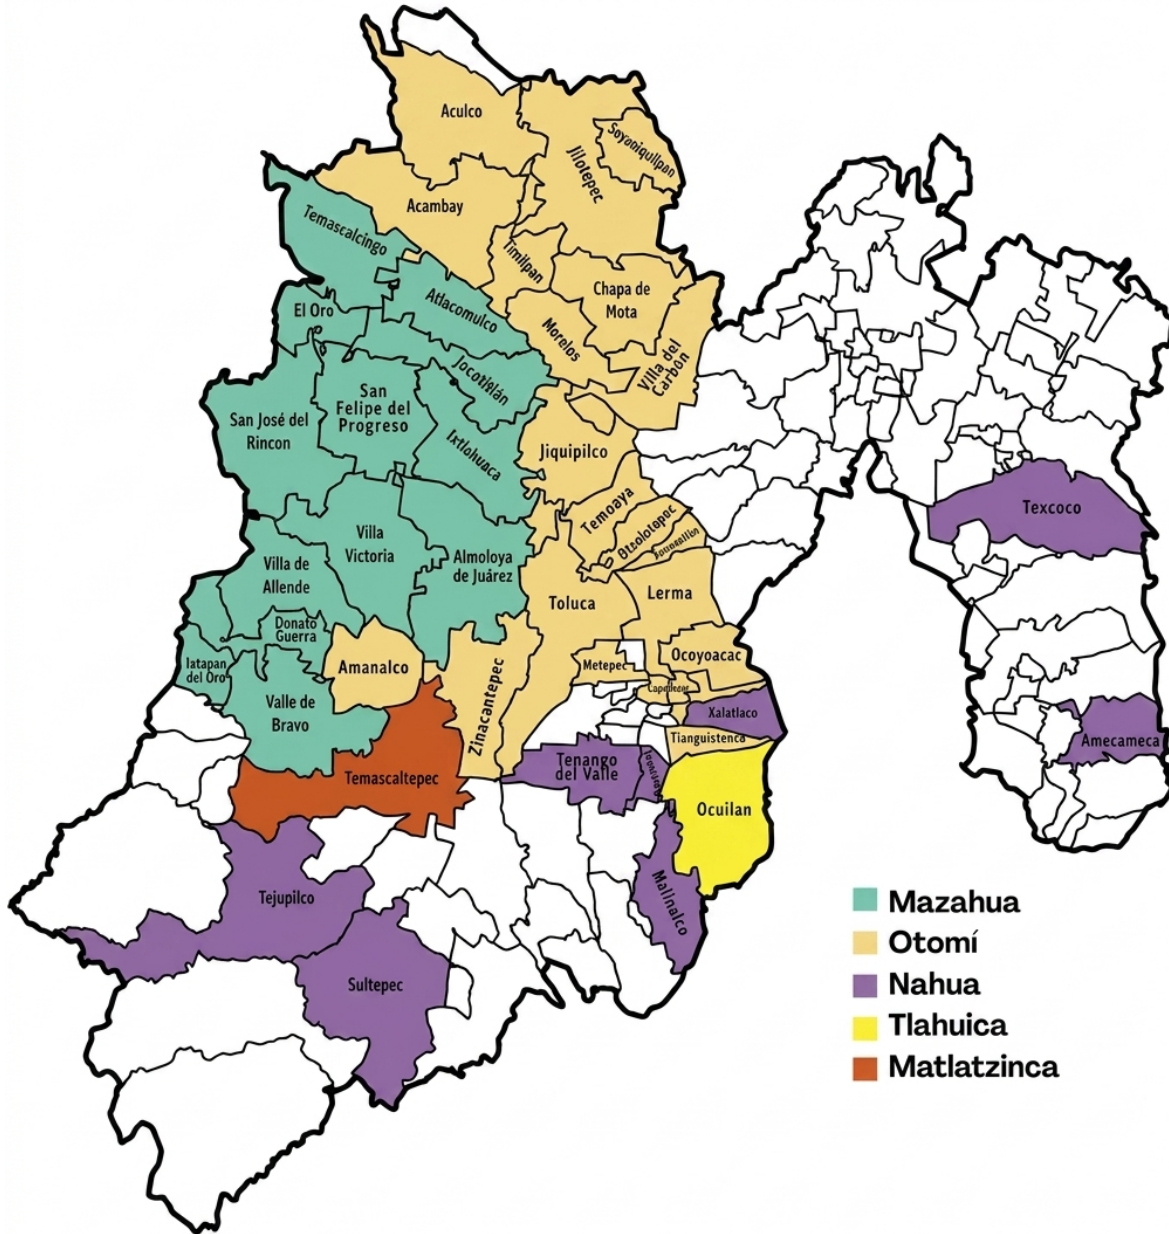 Aculco
Soyaniquilpan
Jilotepec
Acambay
Temascalcingo
Timilpan
Chapa de
Mota
Atlacomulco
El Oro
Morelos
Villa del
Carbón
Jocotitlán
San
Felipe del
Progreso
San José del
Rincon
Ixtlahuaca
Jiquipilco
Temoaya
Otzolotepec
Texcoco
Villa
Victoria
Almoloya
de Juárez
Villa de
Allende
Toluca
Lerma
Donato
Guerra
Amanalco
Metepec
Ocoyoacac
Iatapan
del Oro
Zinacantepec
Valle de
Bravo
Xalatlaco
Tianguistenco
Amecameca
Temascaltepec
Tenango
del Valle
Ocuilan
Tejupilco
Malinalco
Sultepec
Mazahua
Otomí
Nahua
Tlahuica
Matlatzinca